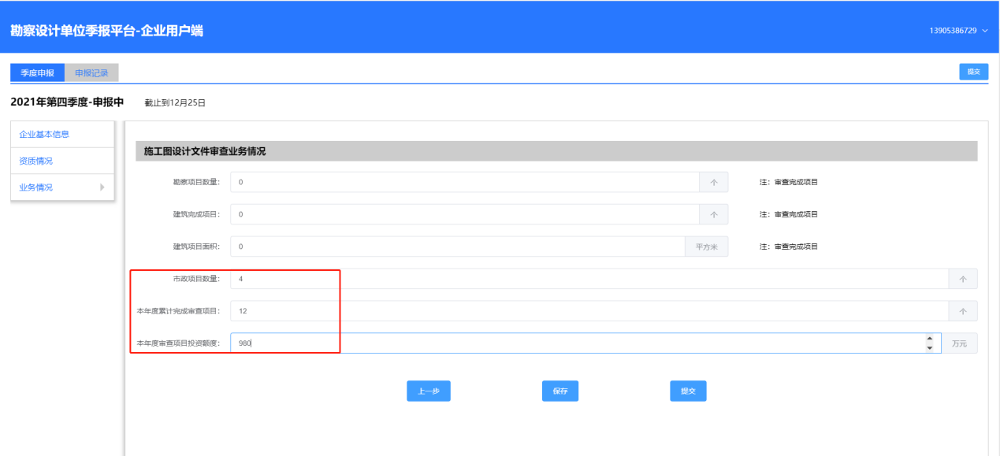 勘察设计单位季报平台-企业用户端
13905386729
季度申报 申报记录 提交
2021年第四季度-申报中 截止到12月25日
企业基本信息
资质情况
业务情况
施工图设计文件审查业务情况
勘察项目数量： 0 个 注：审查完成项目
建筑完成项目： 0 个 注：审查完成项目
建筑项目面积： 0 平方米 注：审查完成项目
市政项目数量： 4 个
本年度累计完成审查项目： 12 个
本年度审查项目投资额度： 980 万元
上一步 保存 提交